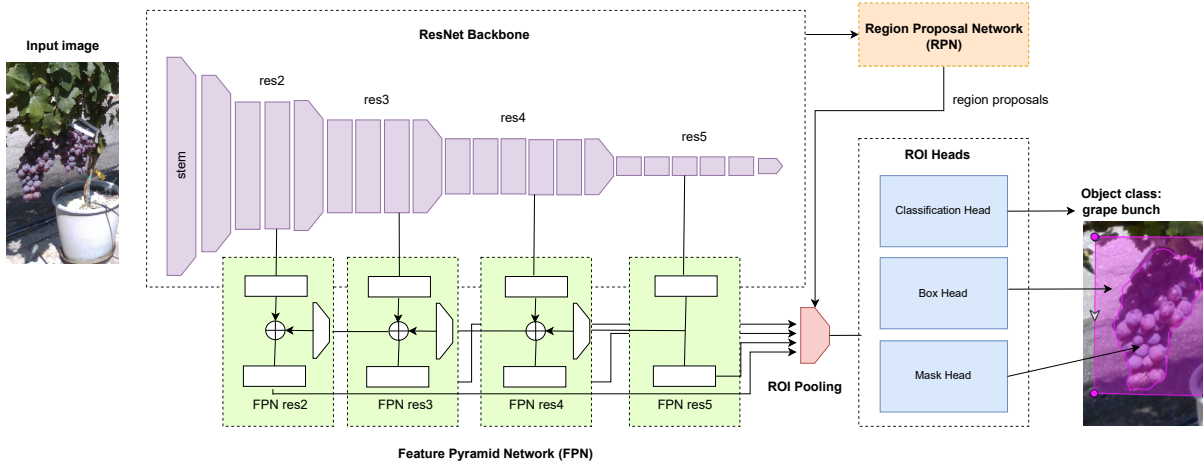 Input image
ResNet Backbone
Region Proposal Network
(RPN)
stem
res2
res3
res4
res5
region proposals
ROI Heads
Classification Head
Box Head
Mask Head
Object class:
grape bunch
ROI Pooling
FPN res2
FPN res3
FPN res4
FPN res5
Feature Pyramid Network (FPN)